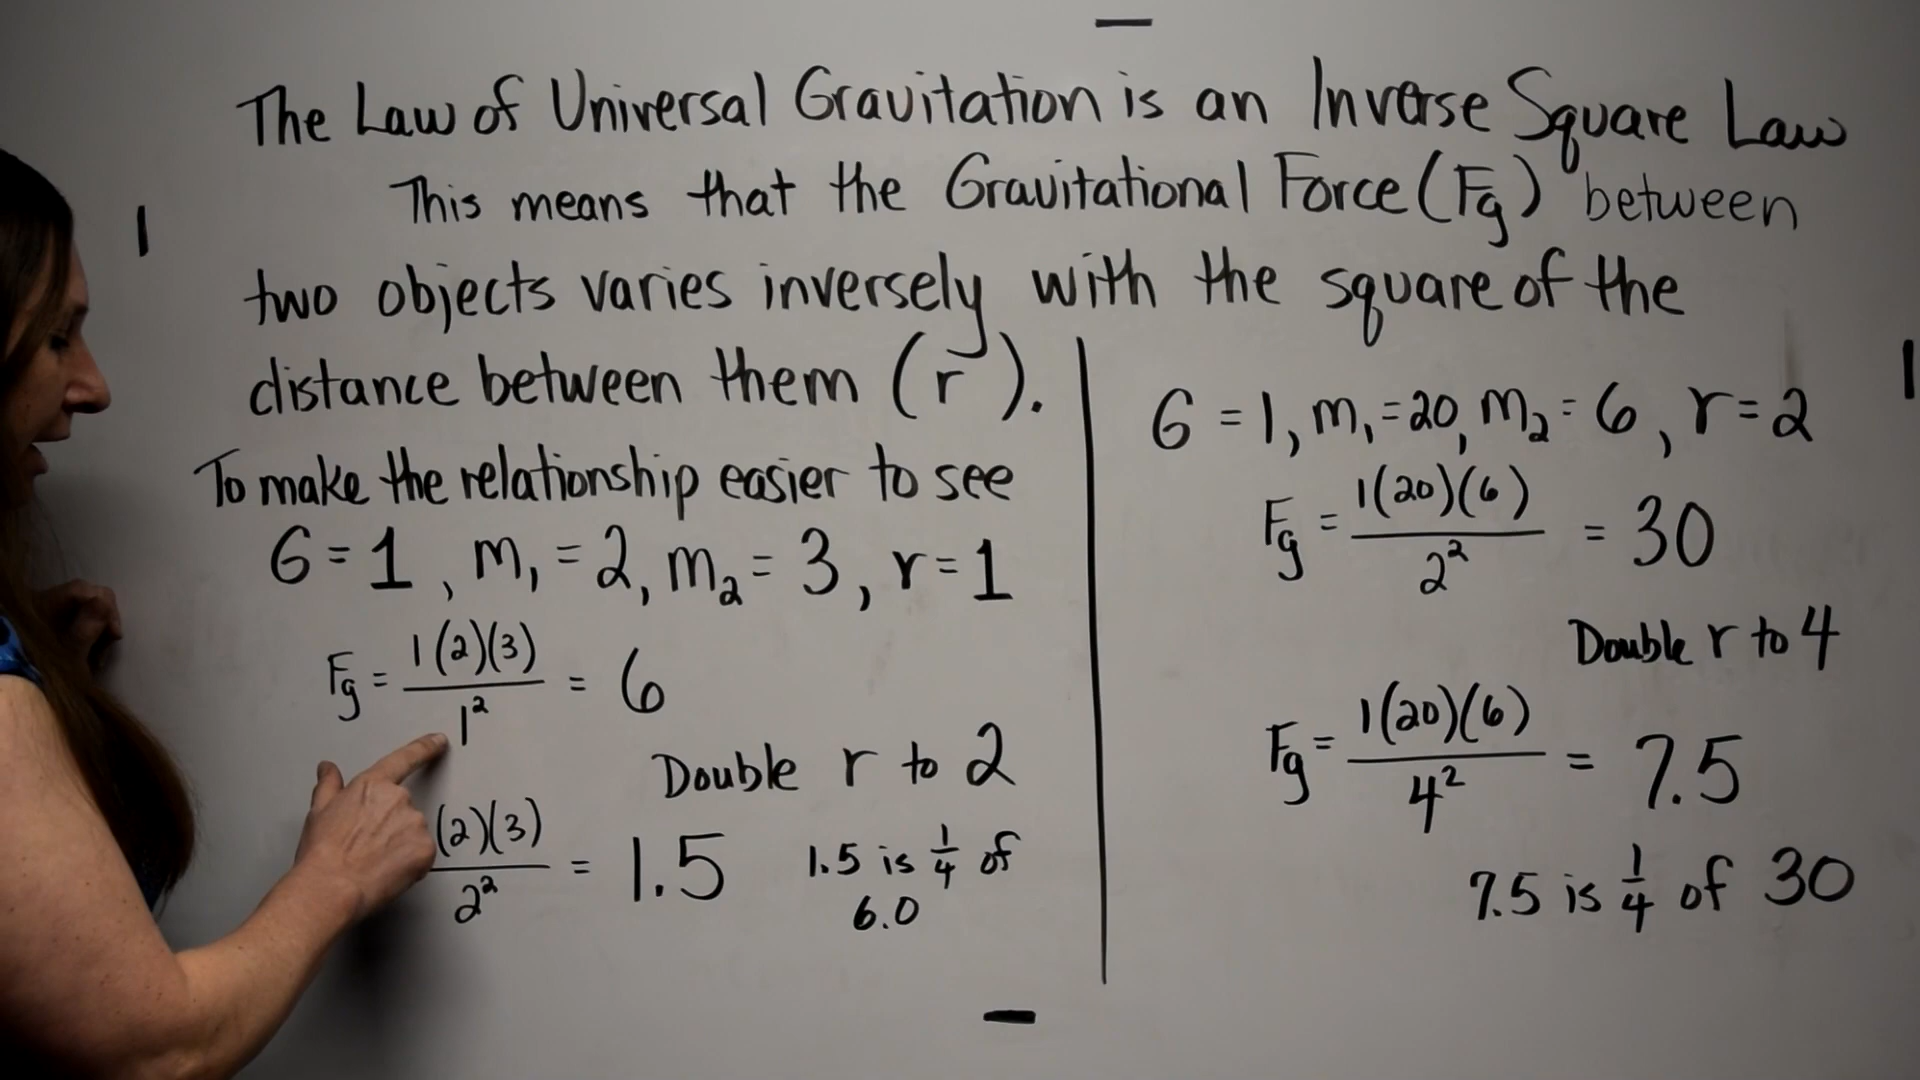 The Law of Universal Gravitation is an Inverse Square Law
This means that the Gravitational Force (Fg) between
two objects varies inversely with the square of the
distance between them (r).
To make the relationship easier to see
G = 1, m₁ = 2, m₂ = 3, r = 1
Fg = 1(2)(3) / 1² = 6
Double r to 2
(2)(3) / 2² = 1.5
1.5 is 1/4 of
6.0
G = 1, m₁ = 20, m₂ = 6, r = 2
Fg = 1(20)(6) / 2² = 30
Double r to 4
Fg = 1(20)(6) / 4² = 7.5
7.5 is 1/4 of 30